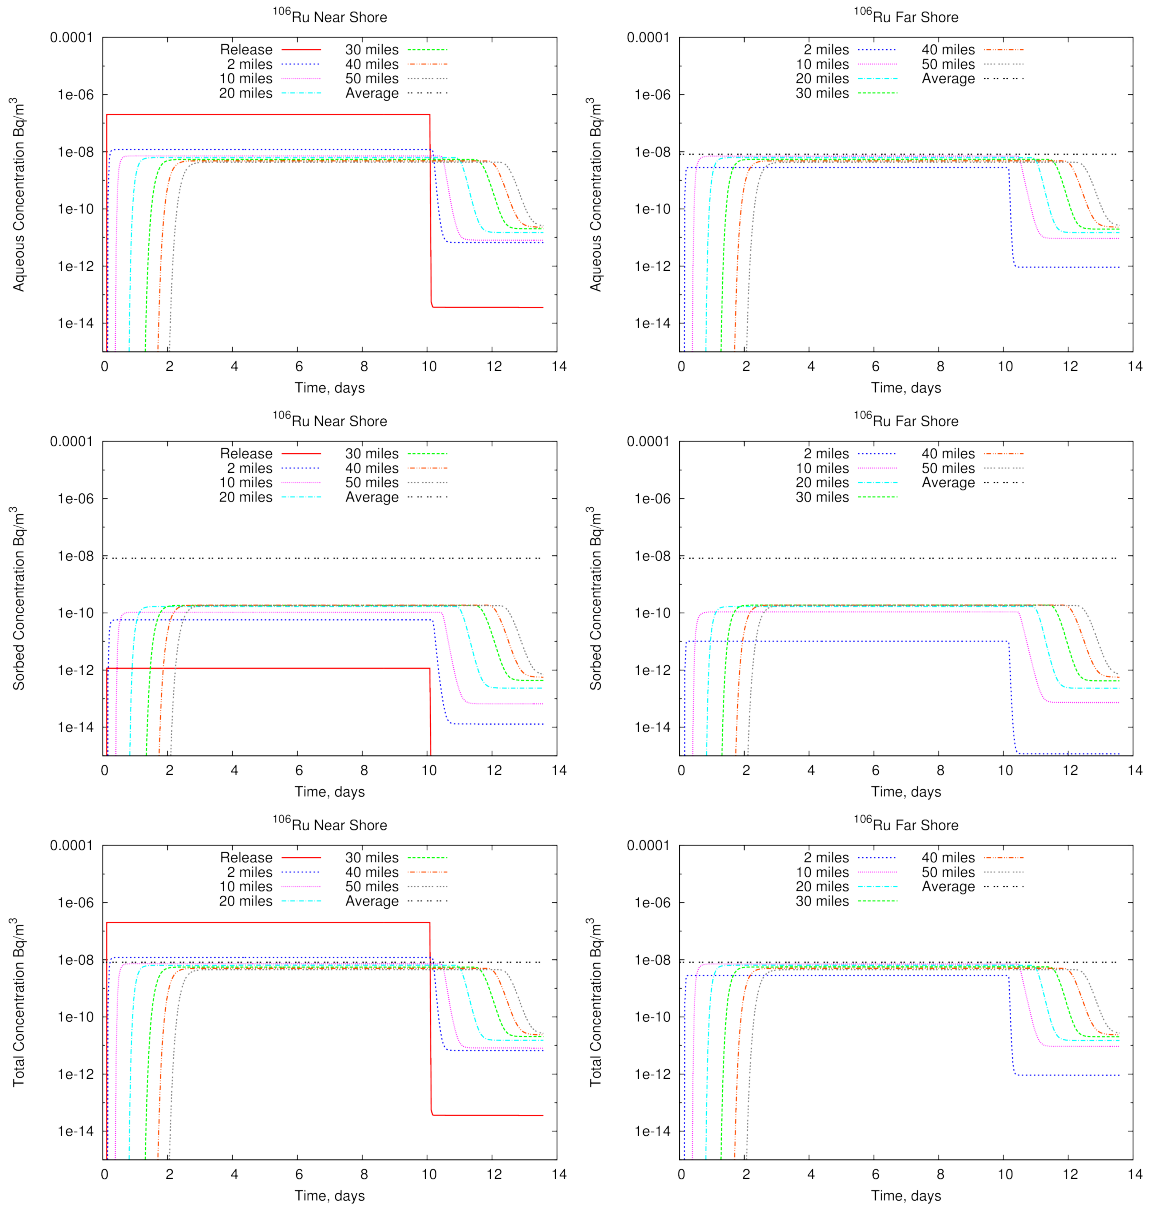 106Ru Near Shore
0.0001
1e-06
1e-08
1e-10
1e-12
1e-14
Aqueous Concentration Bq/m3
Release
2 miles
10 miles
20 miles
30 miles
40 miles
50 miles
Average
0 2 4 6 8 10 12 14
Time, days
106Ru Far Shore
0.0001
1e-06
1e-08
1e-10
1e-12
1e-14
Aqueous Concentration Bq/m3
2 miles
10 miles
20 miles
30 miles
40 miles
50 miles
Average
0 2 4 6 8 10 12 14
Time, days
106Ru Near Shore
0.0001
1e-06
1e-08
1e-10
1e-12
1e-14
Sorbed Concentration Bq/m3
Release
2 miles
10 miles
20 miles
30 miles
40 miles
50 miles
Average
0 2 4 6 8 10 12 14
Time, days
106Ru Far Shore
0.0001
1e-06
1e-08
1e-10
1e-12
1e-14
Sorbed Concentration Bq/m3
2 miles
10 miles
20 miles
30 miles
40 miles
50 miles
Average
0 2 4 6 8 10 12 14
Time, days
106Ru Near Shore
0.0001
1e-06
1e-08
1e-10
1e-12
1e-14
Total Concentration Bq/m3
Release
2 miles
10 miles
20 miles
30 miles
40 miles
50 miles
Average
0 2 4 6 8 10 12 14
Time, days
106Ru Far Shore
0.0001
1e-06
1e-08
1e-10
1e-12
1e-14
Total Concentration Bq/m3
2 miles
10 miles
20 miles
30 miles
40 miles
50 miles
Average
0 2 4 6 8 10 12 14
Time, days